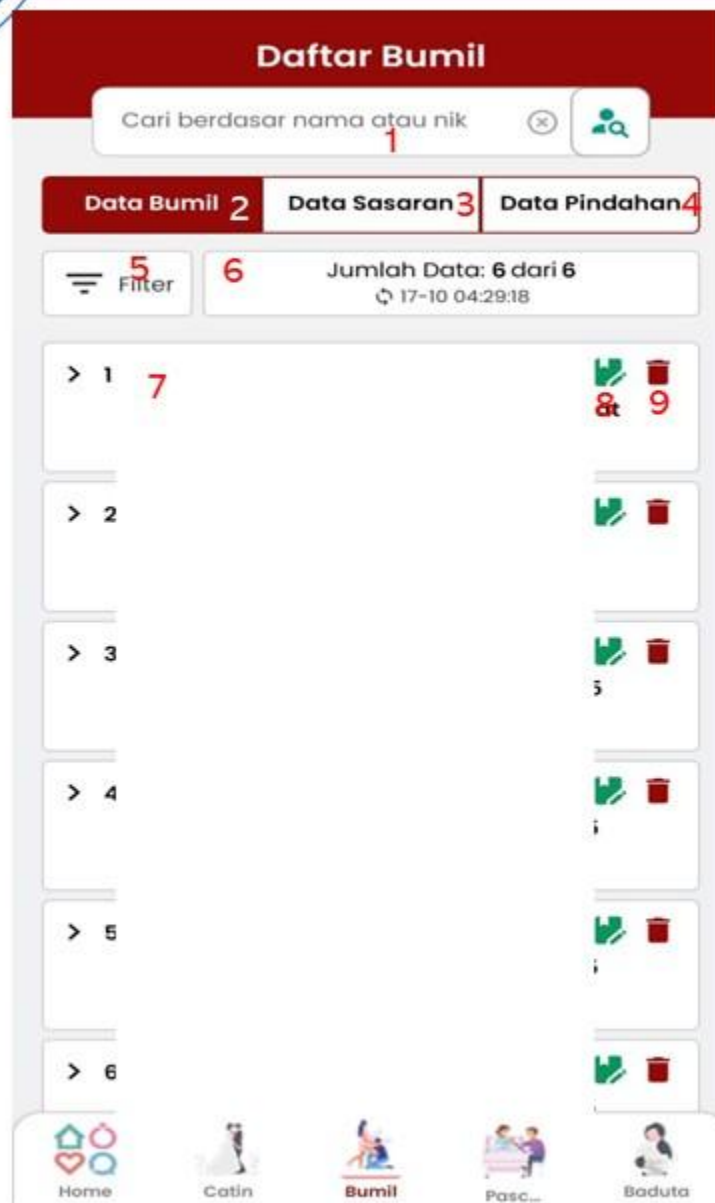 Daftar Bumil
Cari berdasar nama atau nik
1
Data Bumil 2 Data Sasaran 3 Data Pindahan 4
5 Filter 6 Jumlah Data: 6 dari 6
17-10 04:29:18
> 1
7 8 at 9
> 2
> 3
5
> 4
> 5
> 6
Home Catin Bumil Pasc... Baduta